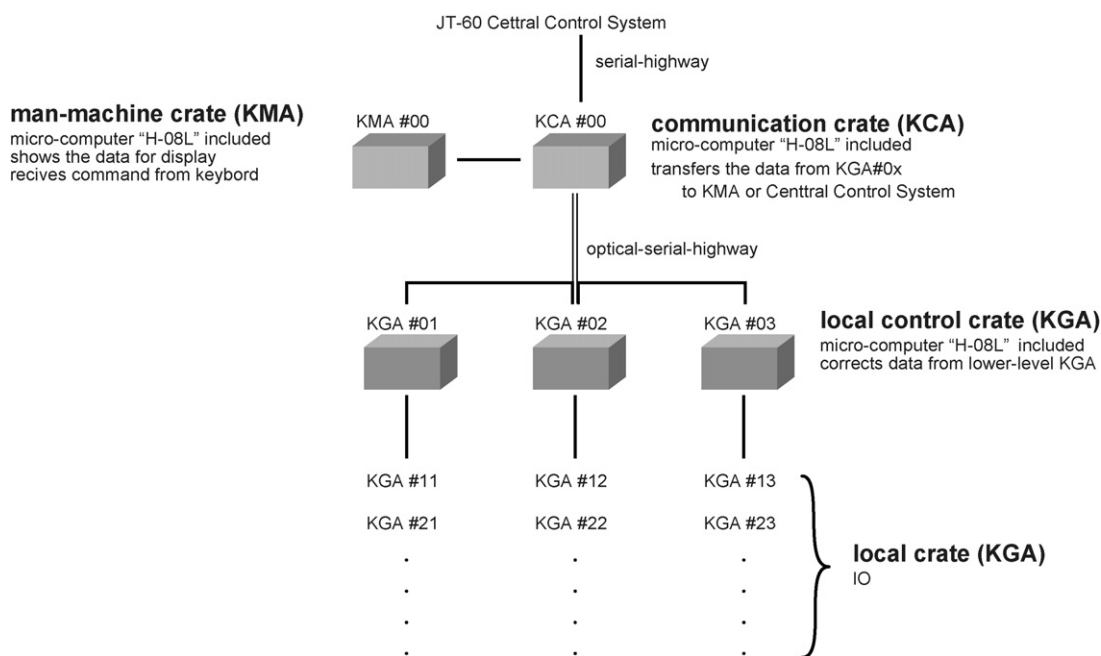 JT-60 Cettral Control System
serial-highway
man-machine crate (KMA)
micro-computer “H-08L” included
shows the data for display
recives command from keybord
KMA #00
KCA #00
communication crate (KCA)
micro-computer “H-08L” included
transfers the data from KGA#0x
to KMA or Centtral Control System
optical-serial-highway
KGA #01
KGA #02
KGA #03
local control crate (KGA)
micro-computer “H-08L” included
corrects data from lower-level KGA
KGA #11
KGA #12
KGA #13
KGA #21
KGA #22
KGA #23
local crate (KGA)
IO